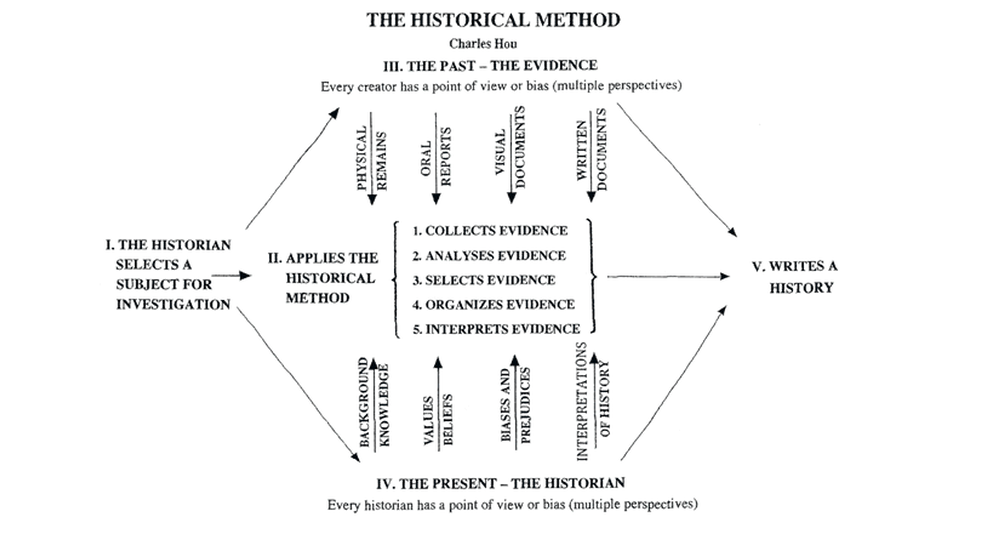 THE HISTORICAL METHOD
Charles Hou
III. THE PAST – THE EVIDENCE
Every creator has a point of view or bias (multiple perspectives)
PHYSICAL
REMAINS
ORAL
REPORTS
VISUAL
DOCUMENTS
WRITTEN
DOCUMENTS
I. THE HISTORIAN
SELECTS A
SUBJECT FOR
INVESTIGATION
II. APPLIES THE
HISTORICAL
METHOD
1. COLLECTS EVIDENCE
2. ANALYSES EVIDENCE
3. SELECTS EVIDENCE
4. ORGANIZES EVIDENCE
5. INTERPRETS EVIDENCE
V. WRITES A
HISTORY
BACKGROUND
KNOWLEDGE
VALUES
BELIEFS
BIASES AND
PREJUDICES
INTERPRETATIONS
OF HISTORY
IV. THE PRESENT – THE HISTORIAN
Every historian has a point of view or bias (multiple perspectives)